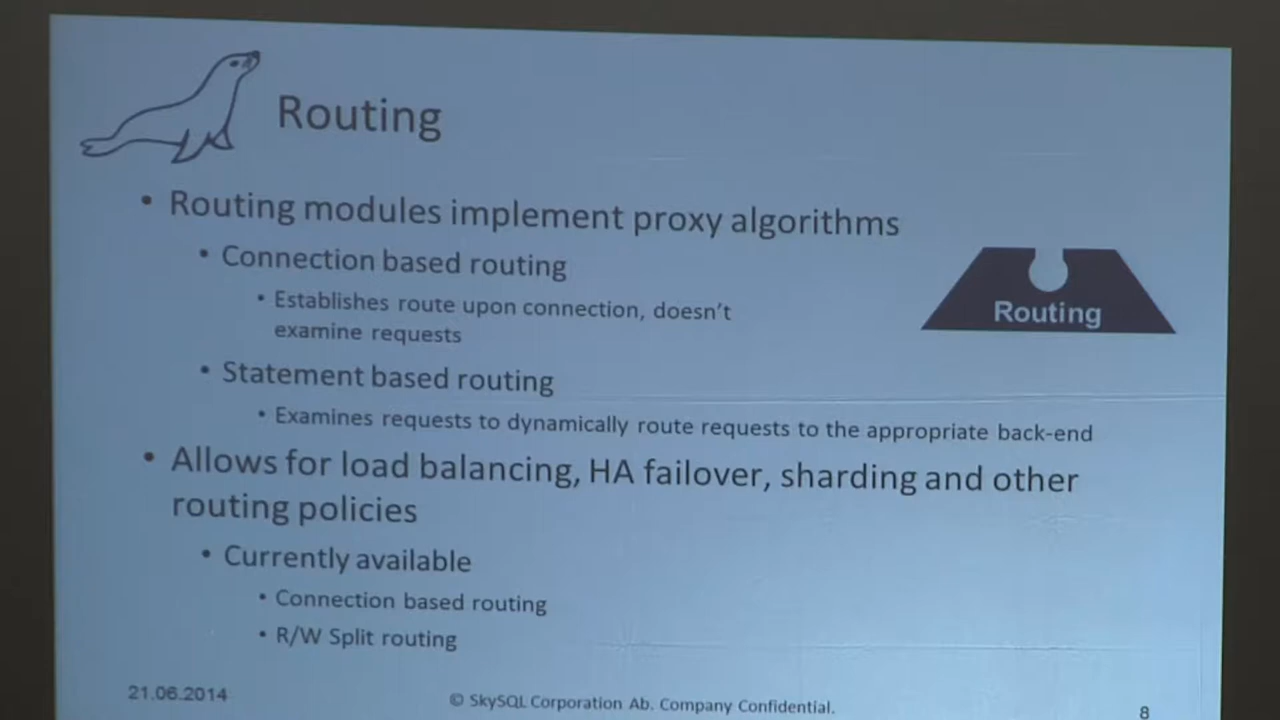 Routing
• Routing modules implement proxy algorithms
• Connection based routing
• Establishes route upon connection, doesn't
examine requests
Routing
• Statement based routing
• Examines requests to dynamically route requests to the appropriate back-end
• Allows for load balancing, HA failover, sharding and other
routing policies
• Currently available
• Connection based routing
• R/W Split routing
21.06.2014
© SkySQL Corporation Ab. Company Confidential.
8